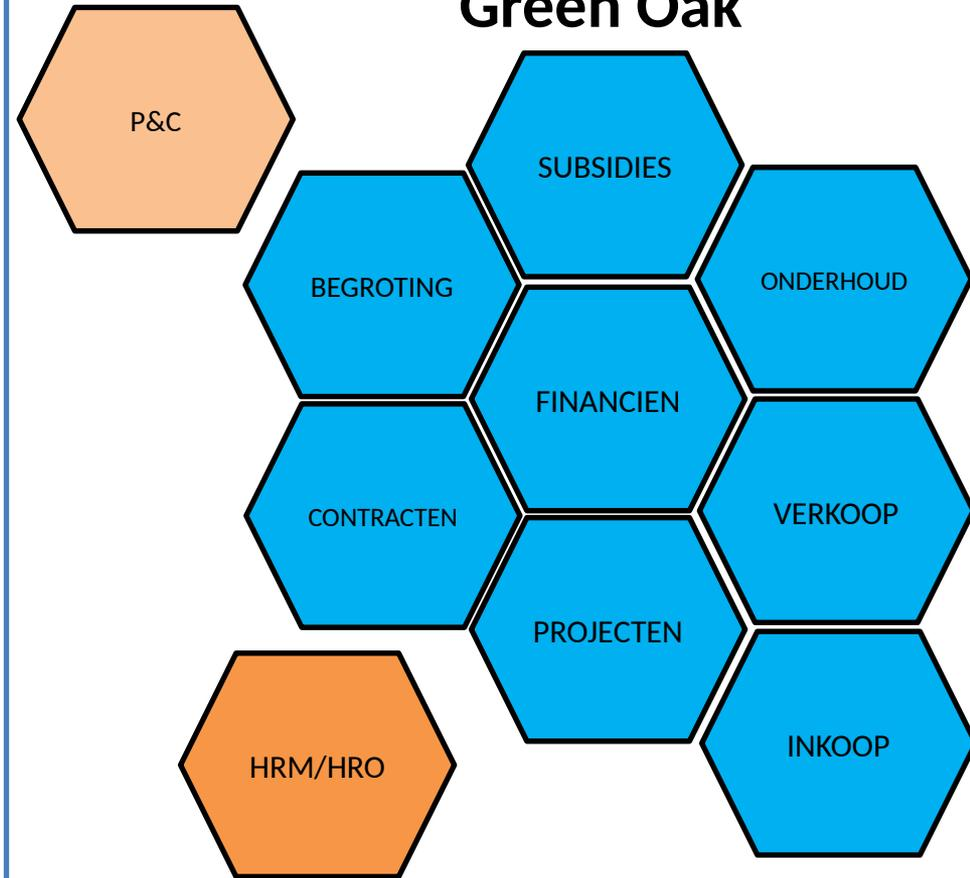 Green Oak
P&C
SUBSIDIES
BEGROTING
ONDERHOUD
FINANCIEN
CONTRACTEN
VERKOOP
PROJECTEN
HRM/HRO
INKOOP